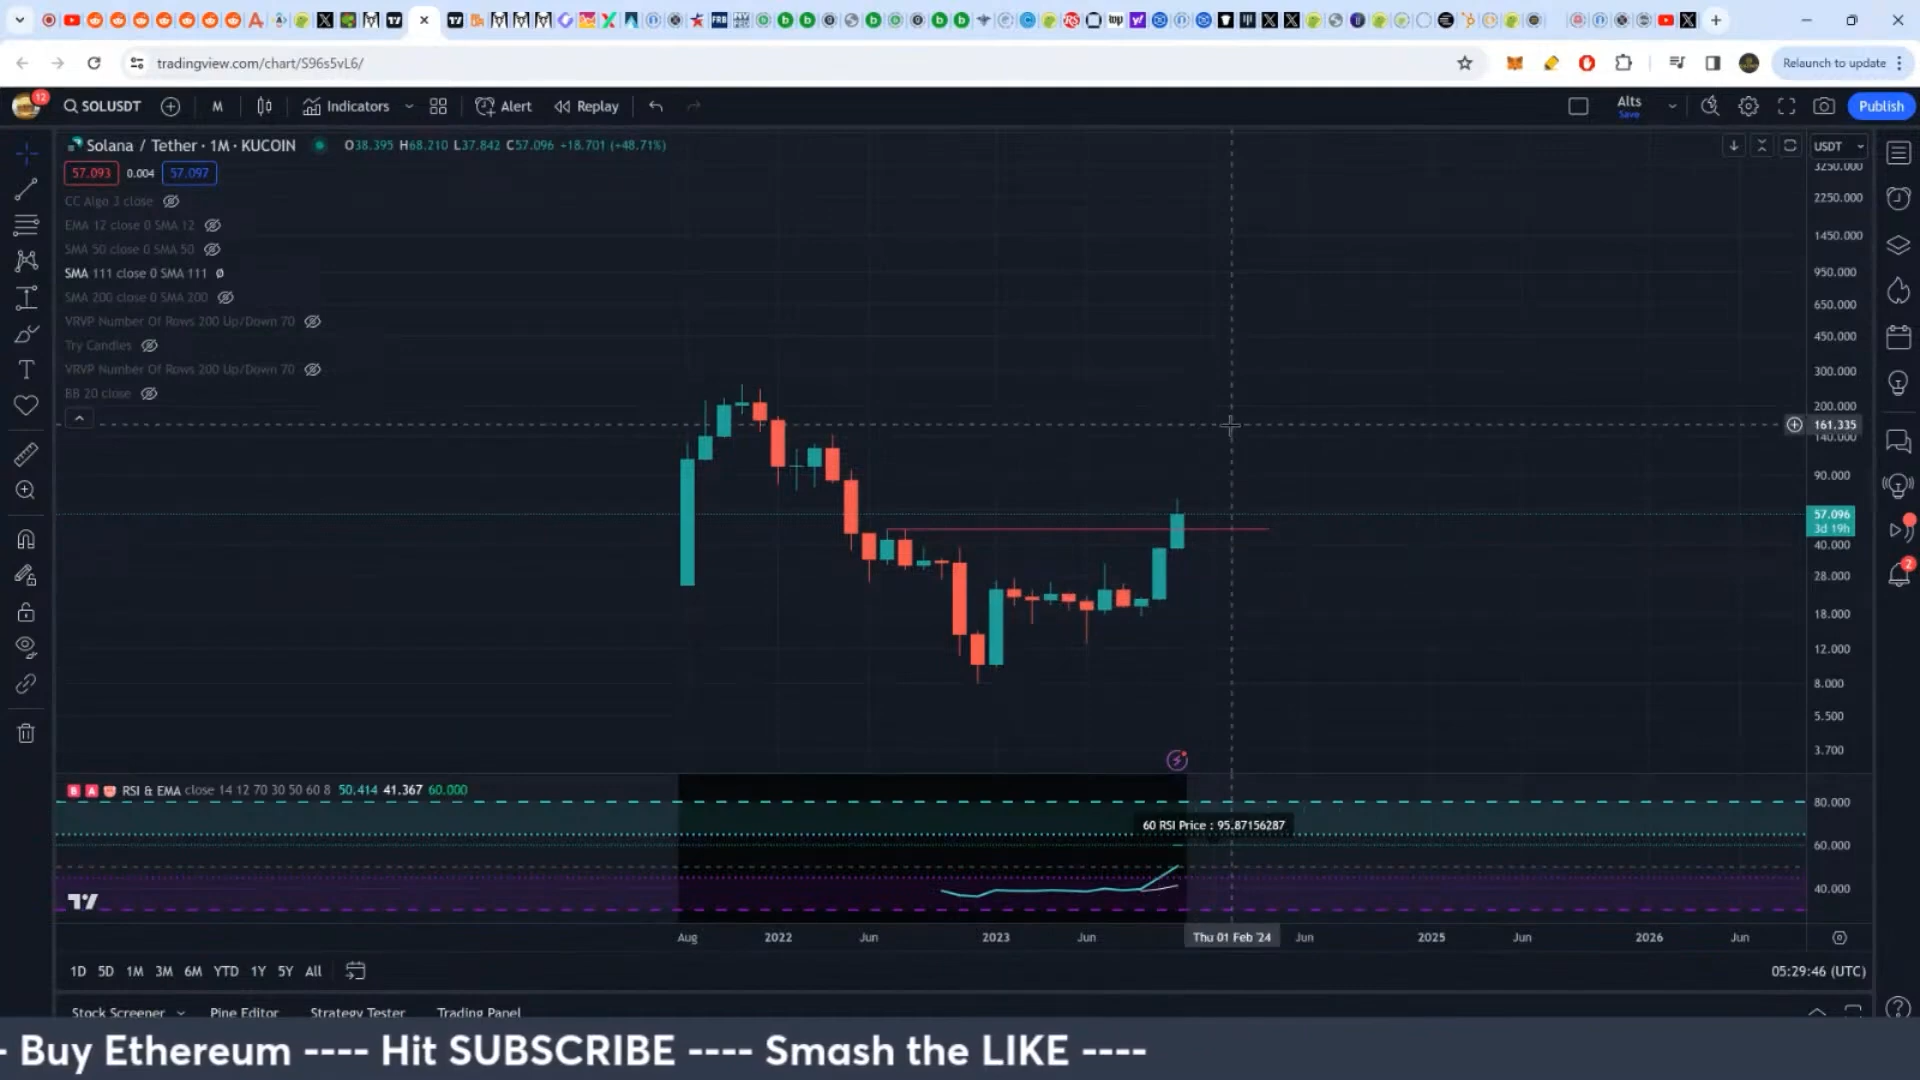 tradingview.com/chart/S96s5vL6/
Relaunch to update
12
SOLUSDT
M
Indicators
Alert
Replay
Alts
Save
Publish
Solana / Tether · 1M · KUCOIN
O38.395 H68.210 L37.842 C57.096 +18.701 (+48.71%)
USDT
57.093
0.004
57.097
CC Algo 3 close
EMA 12 close 0 SMA 12
SMA 50 close 0 SMA 50
SMA 111 close 0 SMA 111
SMA 200 close 0 SMA 200
VRVP Number Of Rows 200 Up/Down 70
Try Candles
VRVP Number Of Rows 200 Up/Down 70
BB 20 close
3250.000
2250.000
1450.000
950.000
650.000
450.000
300.000
200.000
161.335
140.000
90.000
57.096
3d 19h
40.000
28.000
18.000
12.000
8.000
5.500
3.700
2
B A RSI & EMA close 14 12 70 30 50 60 8 50.414 41.367 60.000
80.000
60 RSI Price : 95.87156287
60.000
40.000
Aug 2022 Jun 2023 Jun Thu 01 Feb '24 Jun 2025 Jun 2026 Jun
1D 5D 1M 3M 6M YTD 1Y 5Y All
05:29:46 (UTC)
Stock Screener Pine Editor Strategy Tester Trading Panel
- Buy Ethereum ---- Hit SUBSCRIBE ---- Smash the LIKE ----